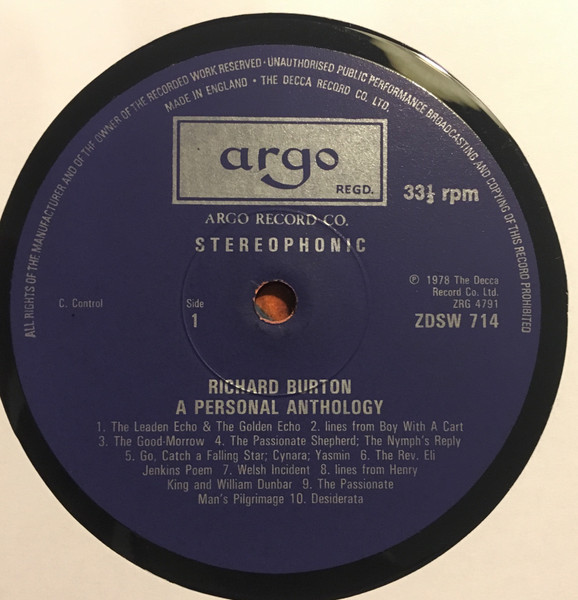 ALL RIGHTS OF THE MANUFACTURER AND OF THE OWNER OF THE RECORDED WORK RESERVED · UNAUTHORISED PUBLIC PERFORMANCE BROADCASTING AND COPYING OF THIS RECORD PROHIBITED
MADE IN ENGLAND · THE DECCA RECORD CO. LTD.
argo
REGD.
33⅓ rpm
ARGO RECORD CO.
STEREOPHONIC
℗ 1978 The Decca
Record Co. Ltd.
C. Control
Side
ZRG 4791
1
ZDSW 714
RICHARD BURTON
A PERSONAL ANTHOLOGY
1. The Leaden Echo & The Golden Echo 2. lines from Boy With A Cart
3. The Good-Morrow 4. The Passionate Shepherd; The Nymph's Reply
5. Go, Catch a Falling Star; Cynara; Yasmin 6. The Rev. Eli
Jenkins Poem 7. Welsh Incident 8. lines from Henry
King and William Dunbar 9. The Passionate
Man's Pilgrimage 10. Desiderata